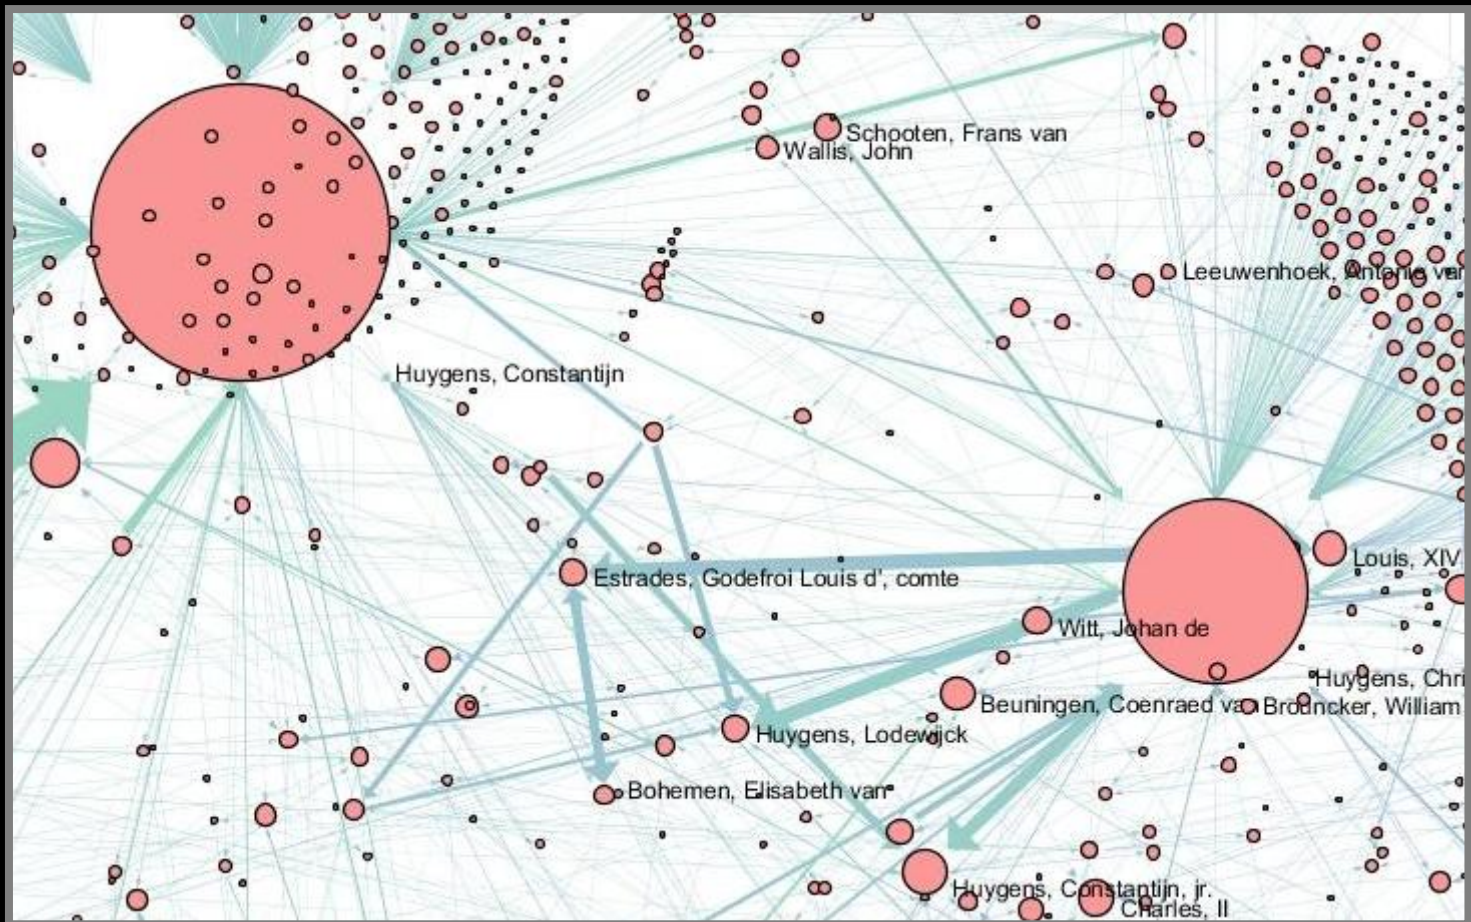 Schooten, Frans van
Wallis, John
Leeuwenhoek, Antonie van
Huygens, Constantijn
Louis, XIV
Estrades, Godefroi Louis d', comte
Witt, Johan de
Huygens, Chri
Beuningen, Coenraed van
Brouncker, William
Huygens, Lodewijck
Bohemen, Elisabeth van
Huygens, Constantijn, jr.
Charles, II